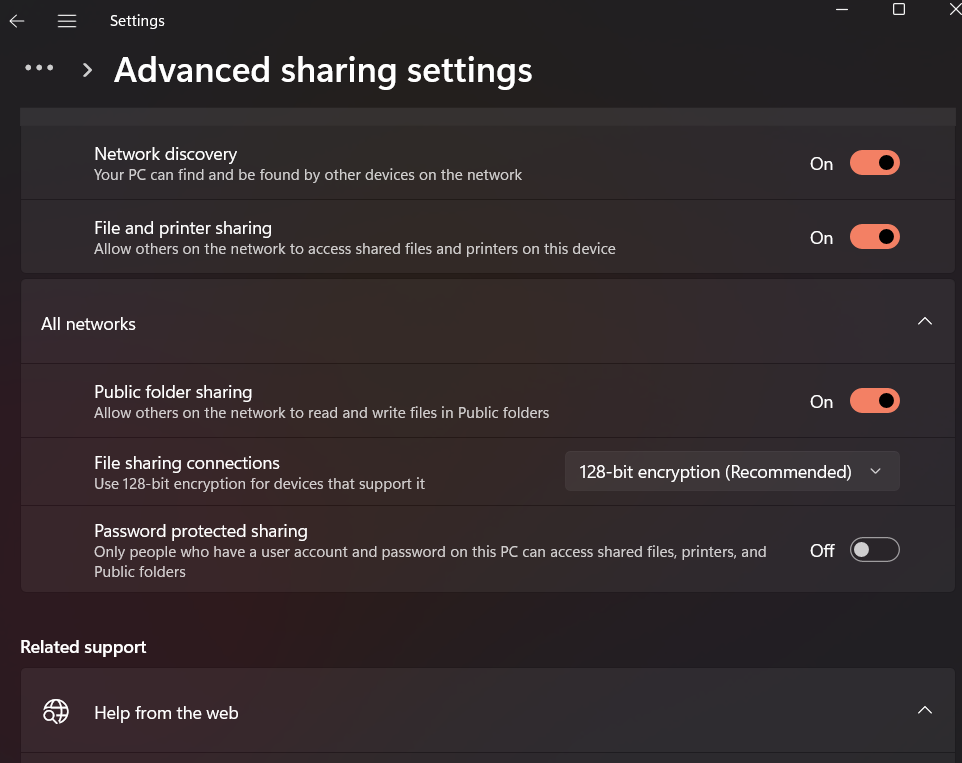 Settings
••• > Advanced sharing settings
Network discovery
Your PC can find and be found by other devices on the network
On
File and printer sharing
Allow others on the network to access shared files and printers on this device
On
All networks
Public folder sharing
Allow others on the network to read and write files in Public folders
On
File sharing connections
Use 128-bit encryption for devices that support it
128-bit encryption (Recommended)
Password protected sharing
Only people who have a user account and password on this PC can access shared files, printers, and
Public folders
Off
Related support
Help from the web